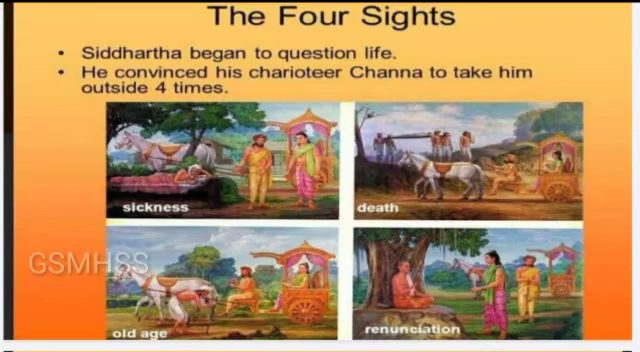 The Four Sights
• Siddhartha began to question life.
• He convinced his charioteer Channa to take him
outside 4 times.
sickness
death
GSMHSS
old age
renunciation